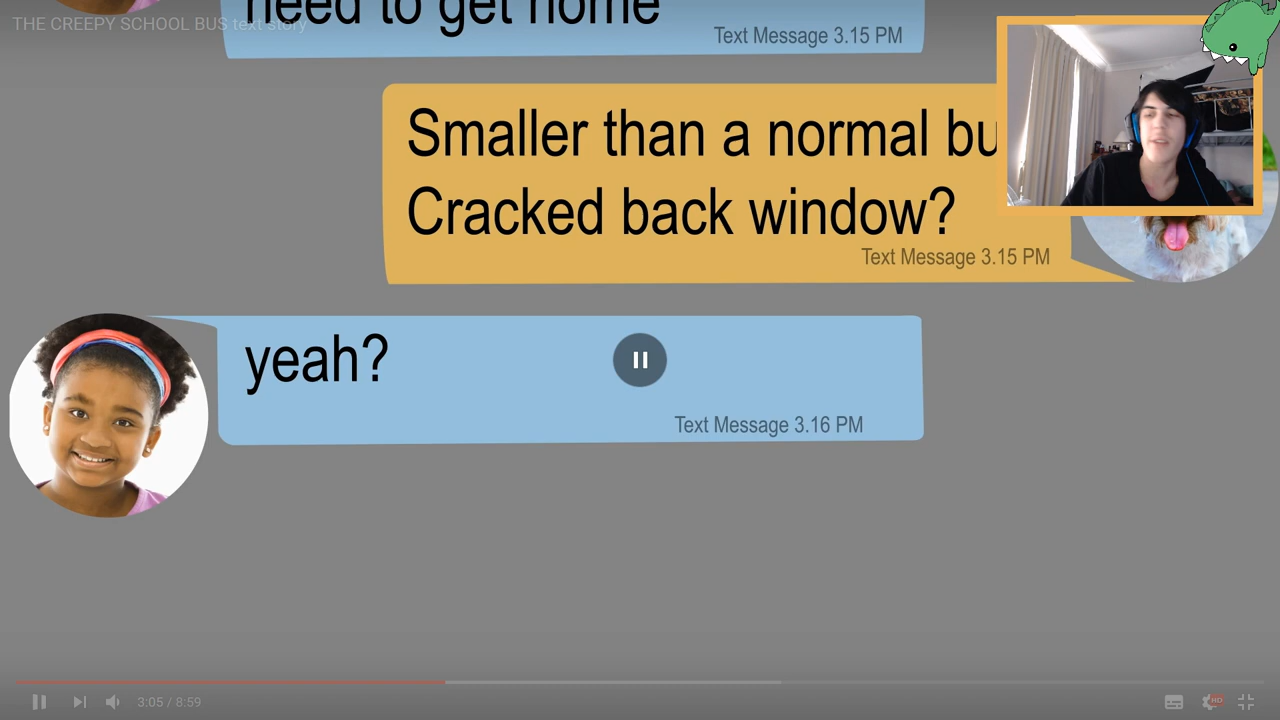 THE CREEPY SCHOOL BUS text story
need to get home
Text Message 3.15 PM
Smaller than a normal bu
Cracked back window?
Text Message 3.15 PM
yeah?
Text Message 3.16 PM
3:05 / 8:59
HD